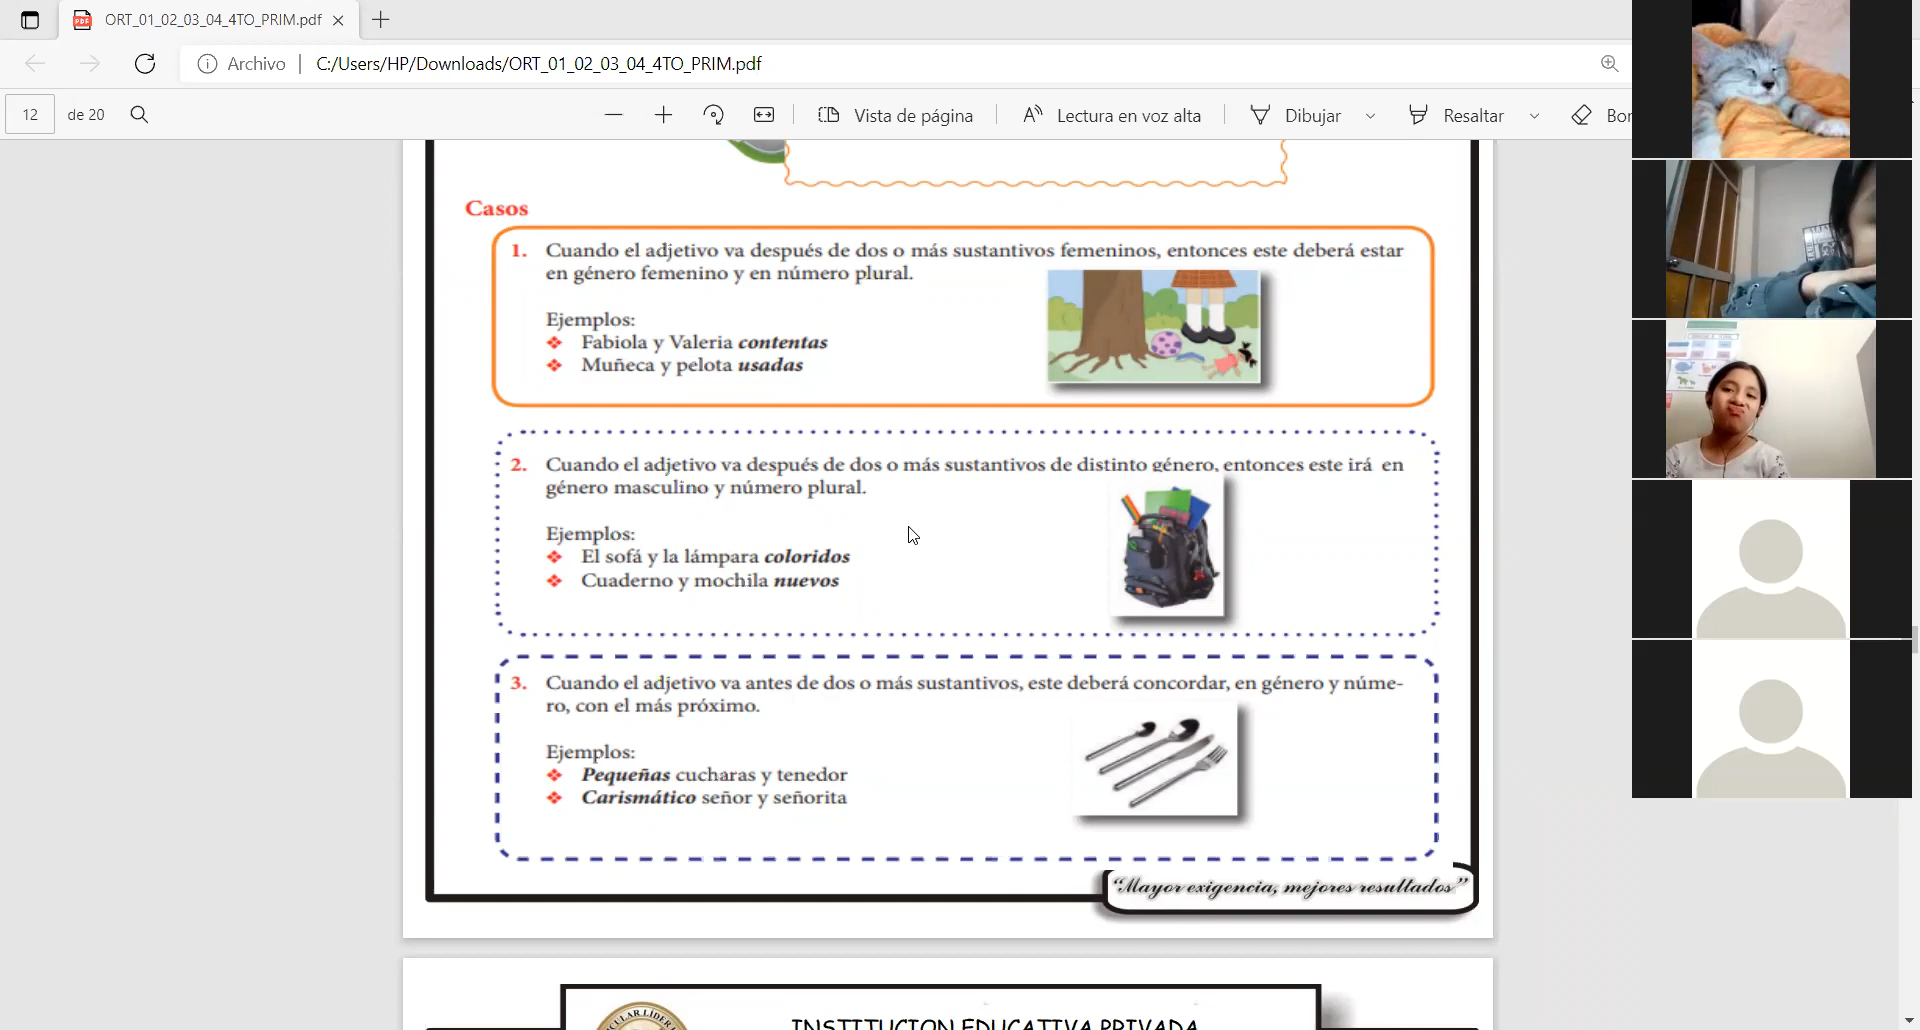 ORT_01_02_03_04_4TO_PRIM.pdf
Archivo
C:/Users/HP/Downloads/ORT_01_02_03_04_4TO_PRIM.pdf
12 de 20
Vista de página
Lectura en voz alta
Dibujar
Resaltar
Bor
Casos
1. Cuando el adjetivo va después de dos o más sustantivos femeninos, entonces este deberá estar
en género femenino y en número plural.
Ejemplos:
Fabiola y Valeria contentas
Muñeca y pelota usadas
2. Cuando el adjetivo va después de dos o más sustantivos de distinto género, entonces este irá en
género masculino y número plural.
Ejemplos:
El sofá y la lámpara coloridos
Cuaderno y mochila nuevos
3. Cuando el adjetivo va antes de dos o más sustantivos, este deberá concordar, en género y núme-
ro, con el más próximo.
Ejemplos:
Pequeñas cucharas y tenedor
Carismático señor y señorita
“Mayor exigencia, mejores resultados”
INSTITUCION EDUCATIVA PRIVADA